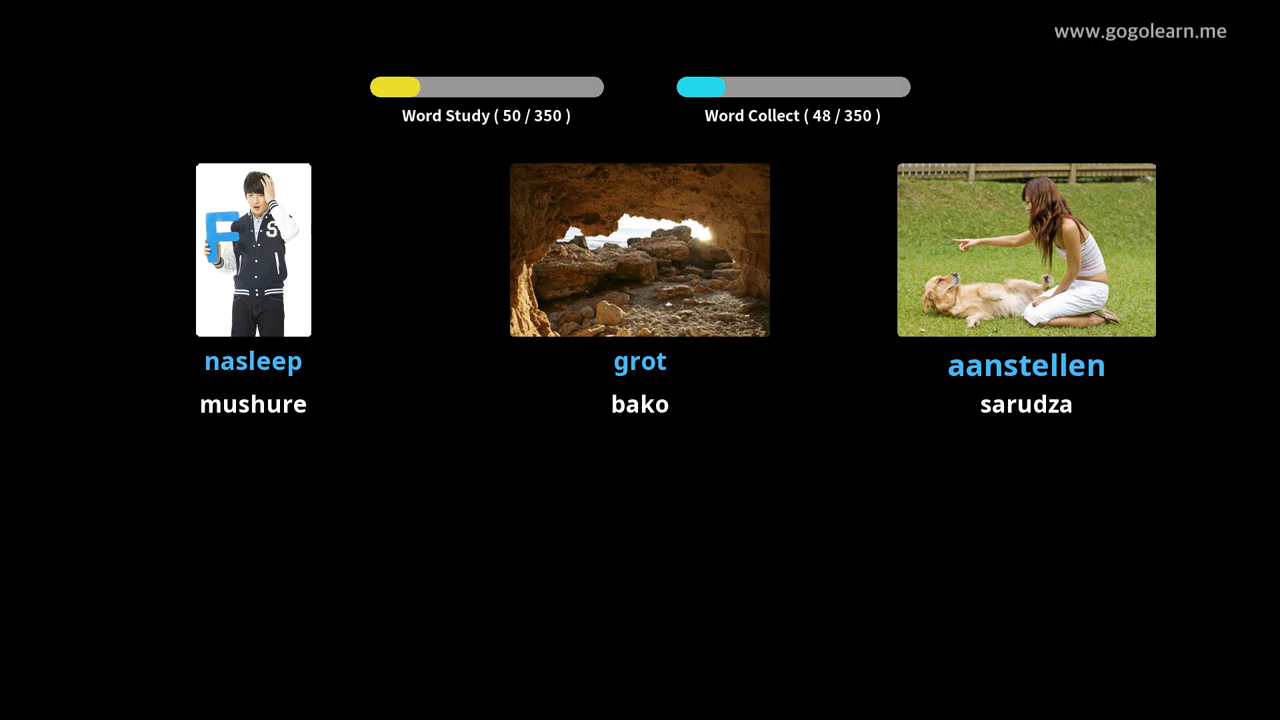 www.gogolearn.me
Word Study ( 50 / 350 )
Word Collect ( 48 / 350 )
F
S
nasleep
grot
aanstellen
mushure
bako
sarudza